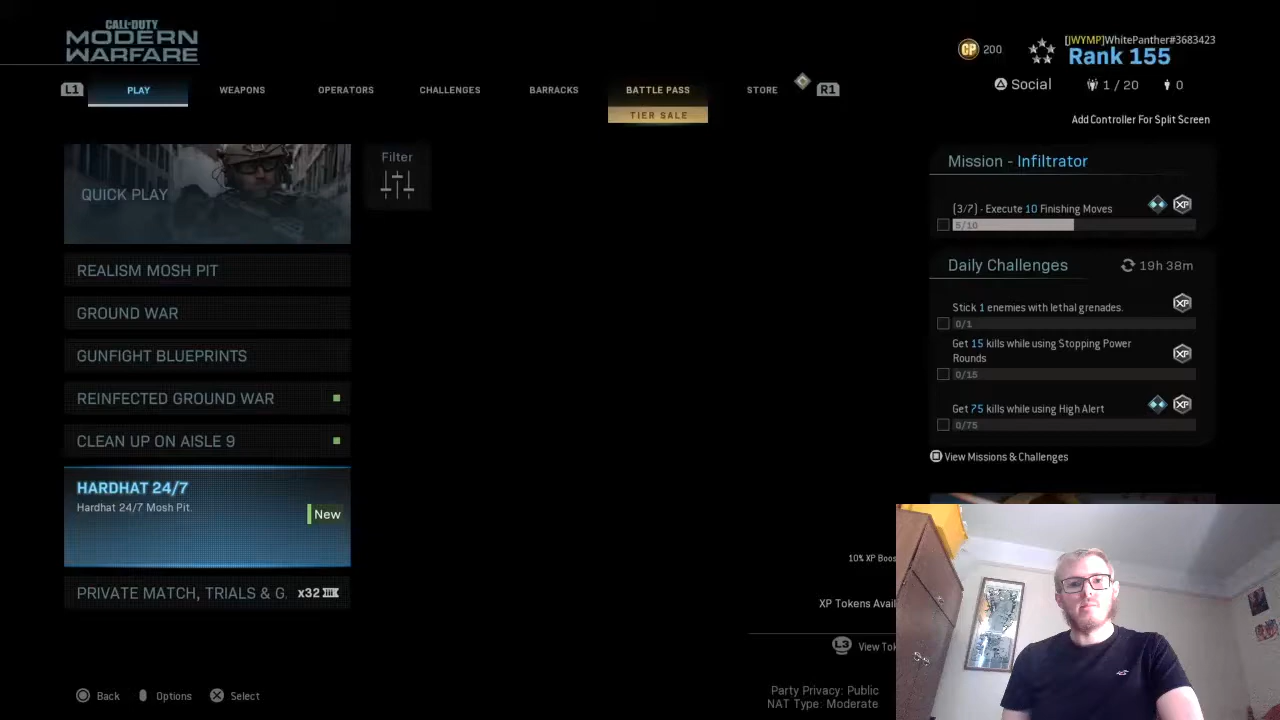 CALL·DUTY
MODERN
WARFARE
CP 200
[JWYMP]WhitePanther#3683423
Rank 155
L1 PLAY WEAPONS OPERATORS CHALLENGES BARRACKS BATTLE PASS STORE R1
TIER SALE
Social 1 / 20 0
Add Controller For Split Screen
QUICK PLAY
Filter
REALISM MOSH PIT
GROUND WAR
GUNFIGHT BLUEPRINTS
REINFECTED GROUND WAR
CLEAN UP ON AISLE 9
HARDHAT 24/7
Hardhat 24/7 Mosh Pit.
New
PRIVATE MATCH, TRIALS & G. x32
Back Options Select
Mission - Infiltrator
(3/7) - Execute 10 Finishing Moves XP
5/10
Daily Challenges 19h 38m
Stick 1 enemies with lethal grenades. XP
0/1
Get 15 kills while using Stopping Power
Rounds XP
0/15
Get 75 kills while using High Alert XP
0/75
View Missions & Challenges
10% XP Boos
XP Tokens Avail
L3 View Tok
Party Privacy: Public
NAT Type: Moderate